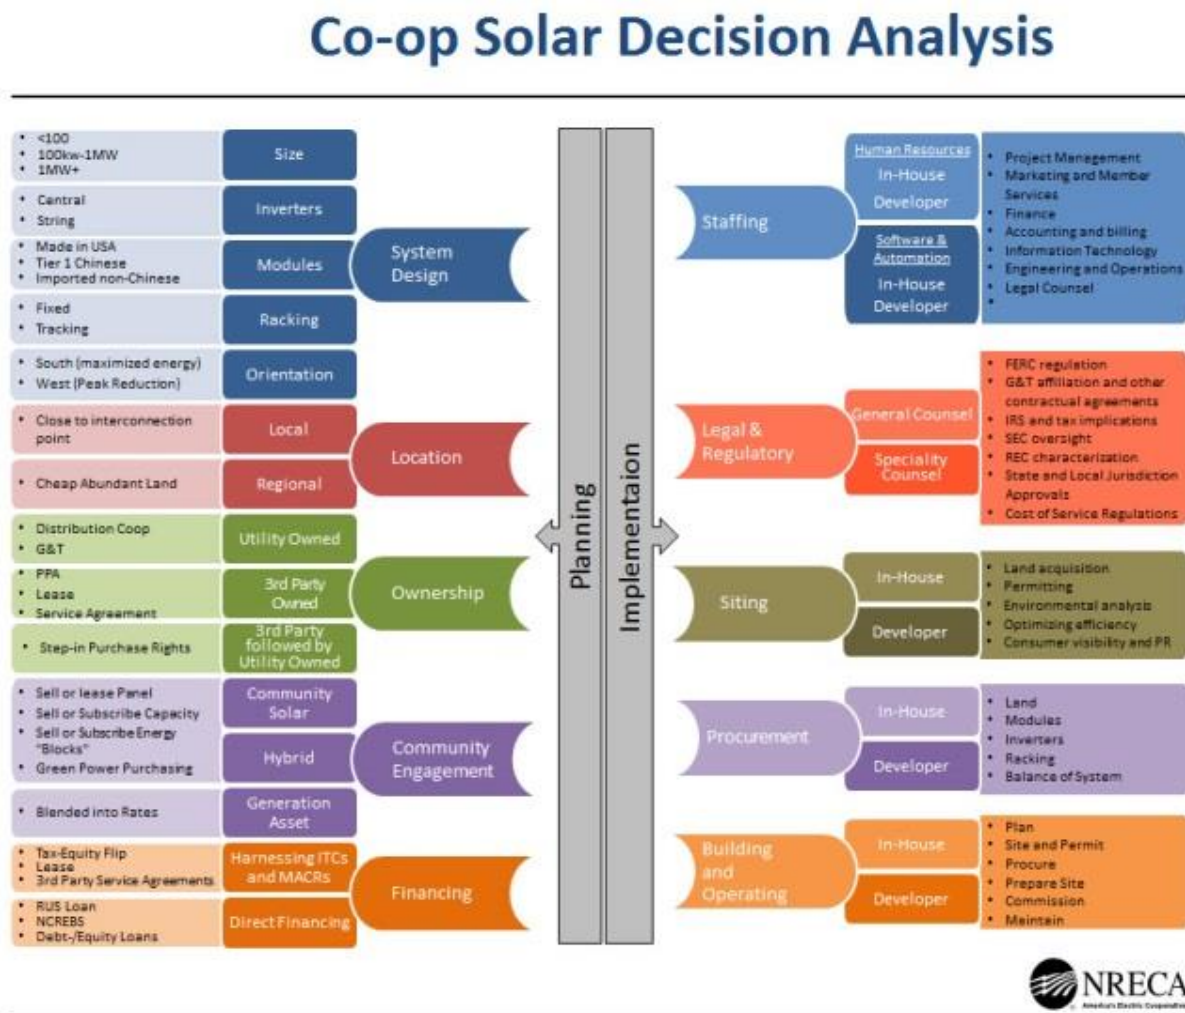 Co-op Solar Decision Analysis
• <100
• 100kw-1MW
• 1MW+
Size
• Central
• String
Inverters
• Made in USA
• Tier 1 Chinese
• Imported non-Chinese
Modules
• Fixed
• Tracking
Racking
• South (maximized energy)
• West (Peak Reduction)
Orientation
System
Design
• Close to interconnection
point
Local
• Cheap Abundant Land
Regional
Location
• Distribution Coop
• G&T
Utility Owned
• PPA
• Lease
• Service Agreement
3rd Party
Owned
• Step-in Purchase Rights
3rd Party
followed by
Utility Owned
Ownership
• Sell or lease Panel
• Sell or Subscribe Capacity
• Sell or Subscribe Energy
"Blocks"
• Green Power Purchasing
Community
Solar
Hybrid
• Blended into Rates
Generation
Asset
Community
Engagement
• Tax-Equity Flip
• Lease
• 3rd Party Service Agreements
Harnessing ITCs
and MACRs
• RUS Loan
• NCREBS
• Debt-/Equity Loans
Direct Financing
Financing
Planning
Implementaion
Staffing
Human Resources
In-House
Developer
Software &
Automation
In-House
Developer
• Project Management
• Marketing and Member
Services
• Finance
• Accounting and billing
• Information Technology
• Engineering and Operations
• Legal Counsel
•
Legal &
Regulatory
General Counsel
Speciality
Counsel
• FERC regulation
• G&T affiliation and other
contractual agreements
• IRS and tax implications
• SEC oversight
• REC characterization
• State and Local Jurisdiction
Approvals
• Cost of Service Regulations
Siting
In-House
Developer
• Land acquisition
• Permitting
• Environmental analysis
• Optimizing efficiency
• Consumer visibility and PR
Procurement
In-House
Developer
• Land
• Modules
• Inverters
• Racking
• Balance of System
Building
and
Operating
In-House
Developer
• Plan
• Site and Permit
• Procure
• Prepare Site
• Commission
• Maintain
NRECA
America's Electric Cooperative